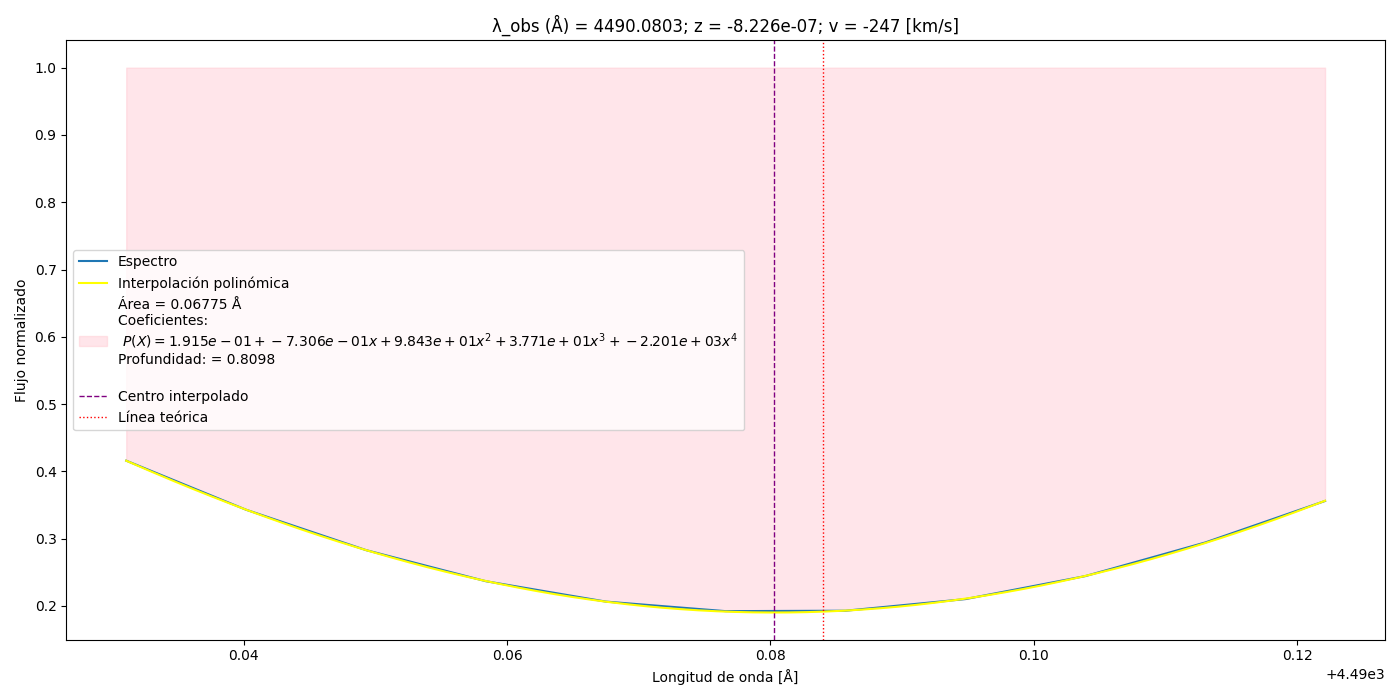 λ_obs (Å) = 4490.0803; z = -8.226e-07; v = -247 [km/s]
1.0
0.9
0.8
0.7
0.6
0.5
0.4
0.3
0.2
Flujo normalizado
Espectro
Interpolación polinómica
Área = 0.06775 Å
Coeficientes:
P(X) = 1.915e − 01 + −7.306e − 01x + 9.843e + 01x² + 3.771e + 01x³ + −2.201e + 03x⁴
Profundidad: = 0.8098
Centro interpolado
Línea teórica
0.04 0.06 0.08 0.10 0.12
+4.49e3
Longitud de onda [Å]